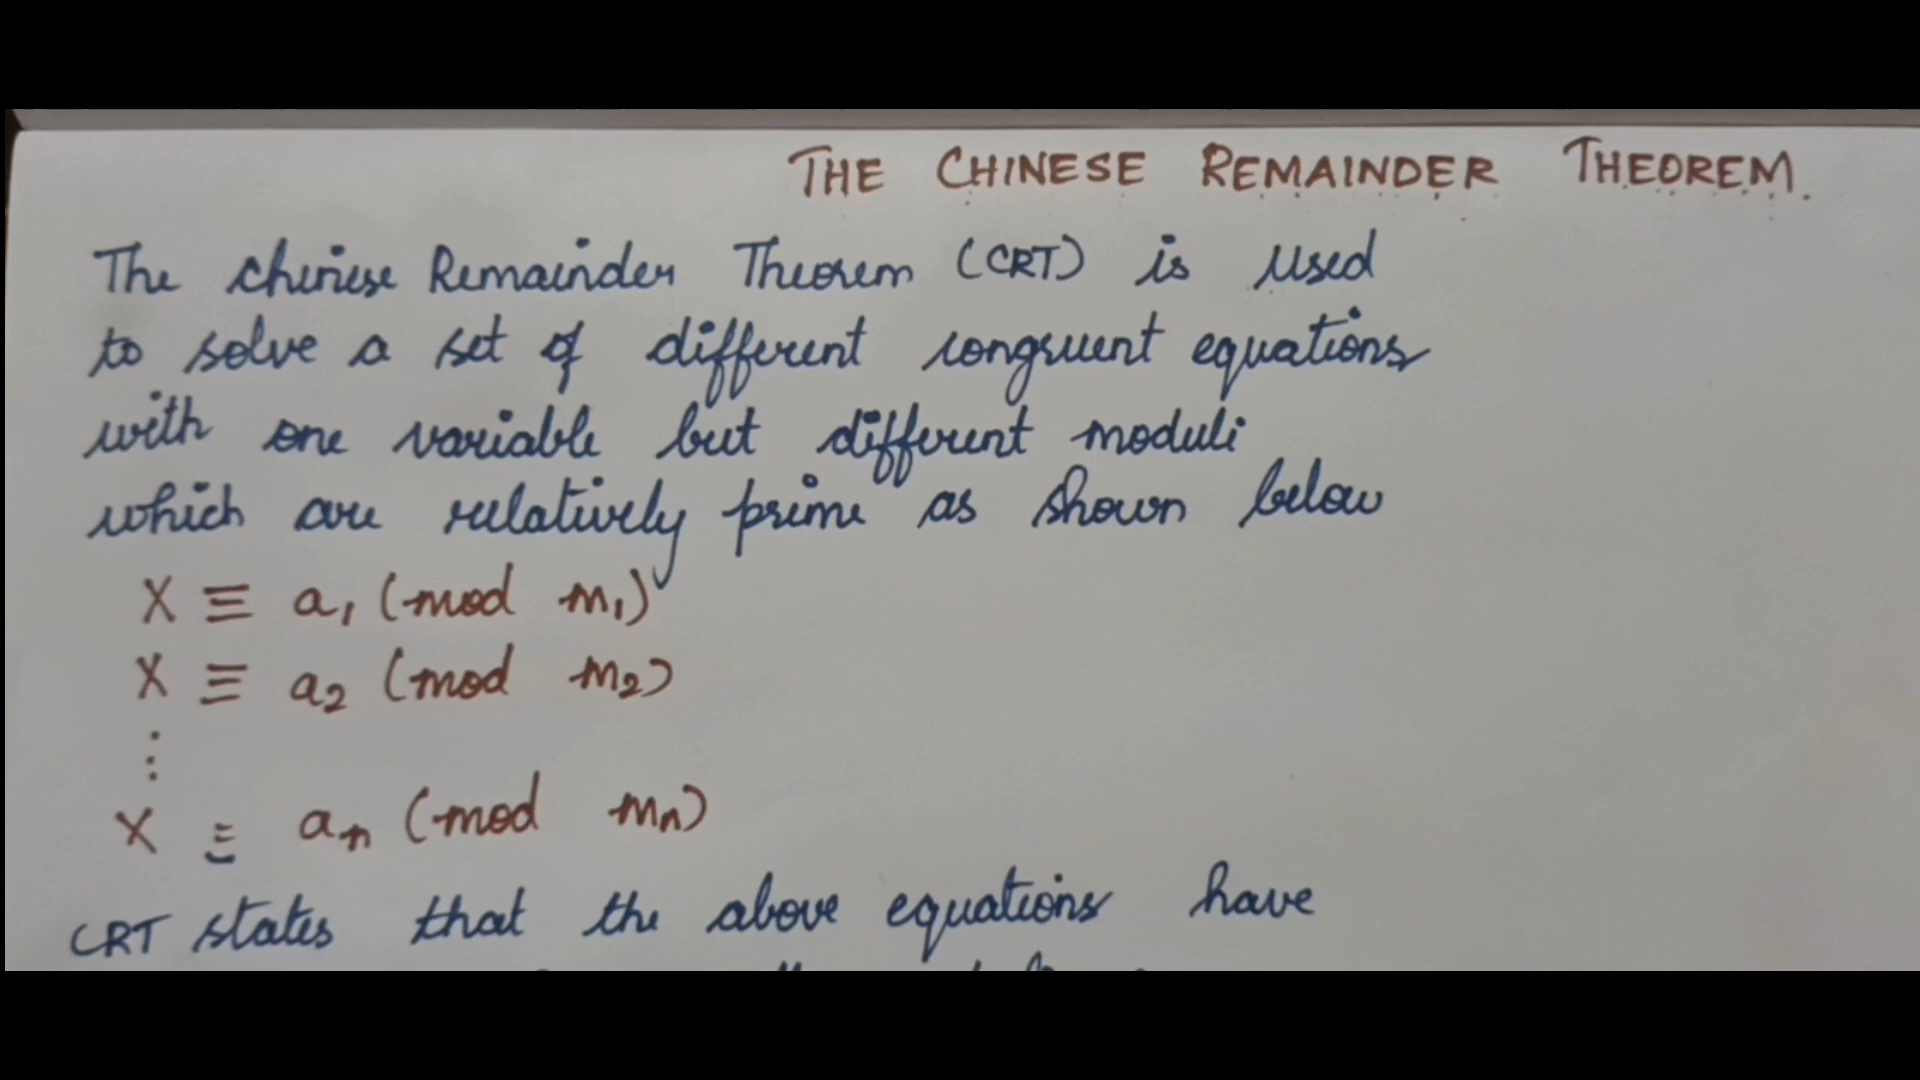 THE CHINESE REMAINDER THEOREM.
The chinese Remainder Theorem (CRT) is used
to solve a set of different congruent equations
with one variable but different moduli
which are relatively prime as shown below
X ≡ a₁ (mod m₁)
X ≡ a₂ (mod m₂)
⋮
X ≡ aₙ (mod mₙ)
CRT states that the above equations have